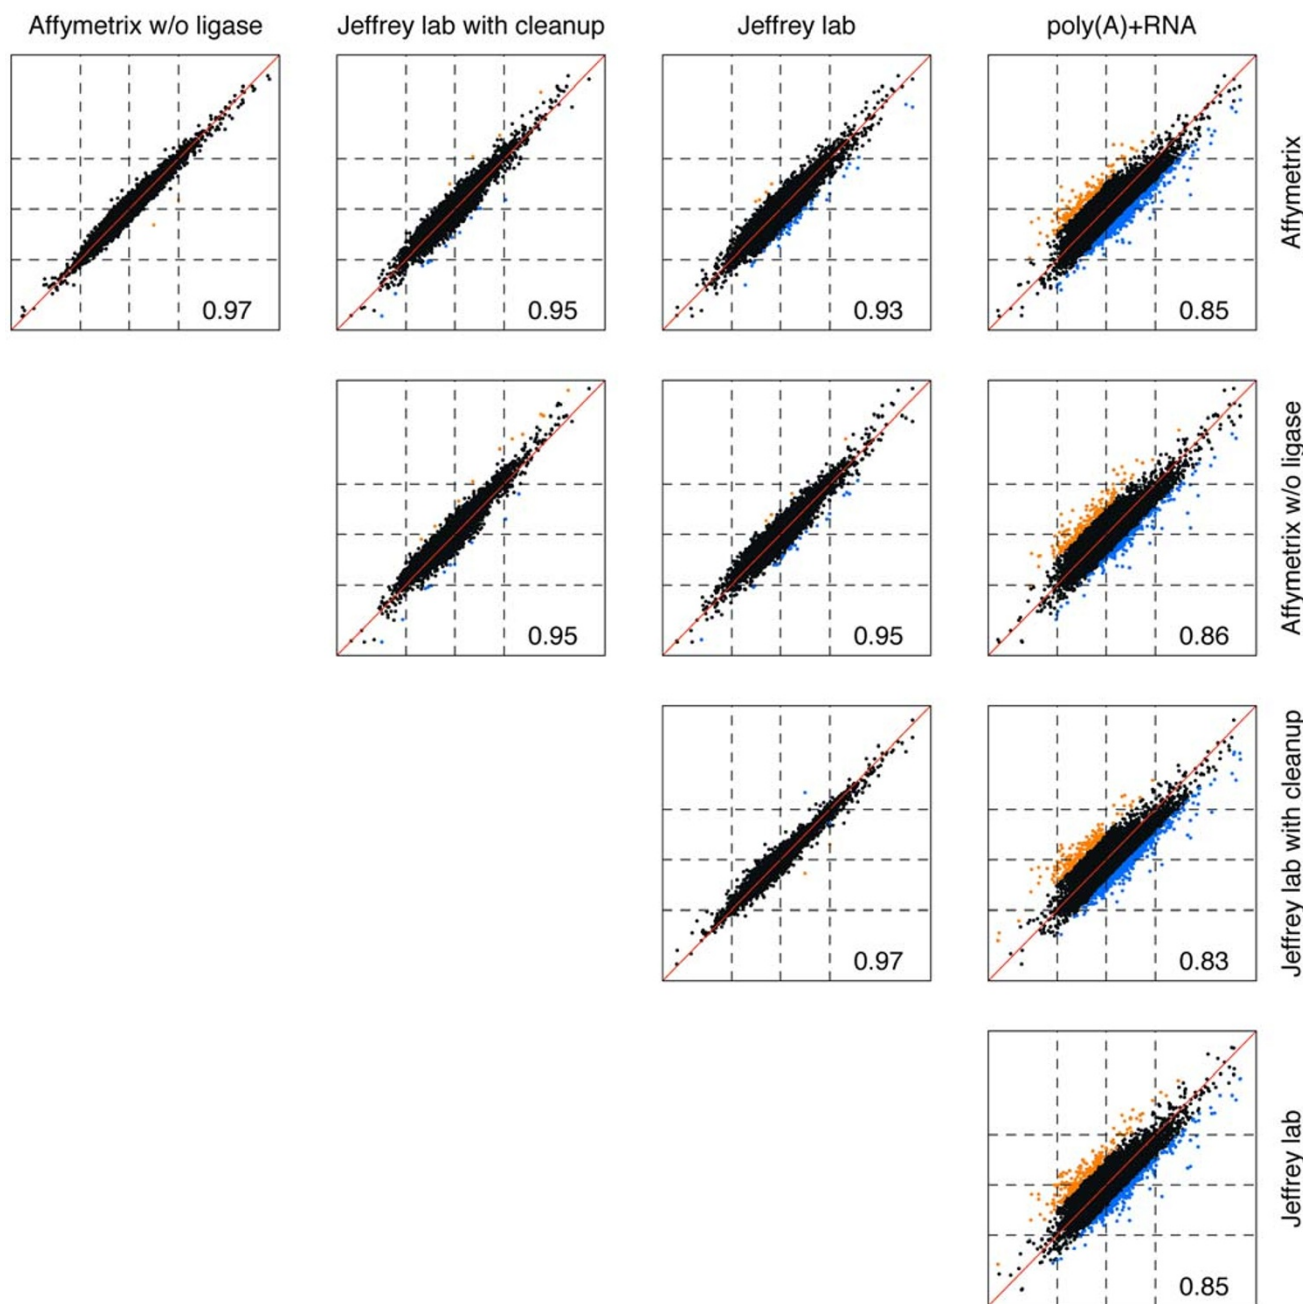 Affymetrix w/o ligase
Jeffrey lab with cleanup
Jeffrey lab
poly(A)+RNA
0.97
0.95
0.93
0.85
Affymetrix
0.95
0.95
0.86
Affymetrix w/o ligase
0.97
0.83
Jeffrey lab with cleanup
0.85
Jeffrey lab